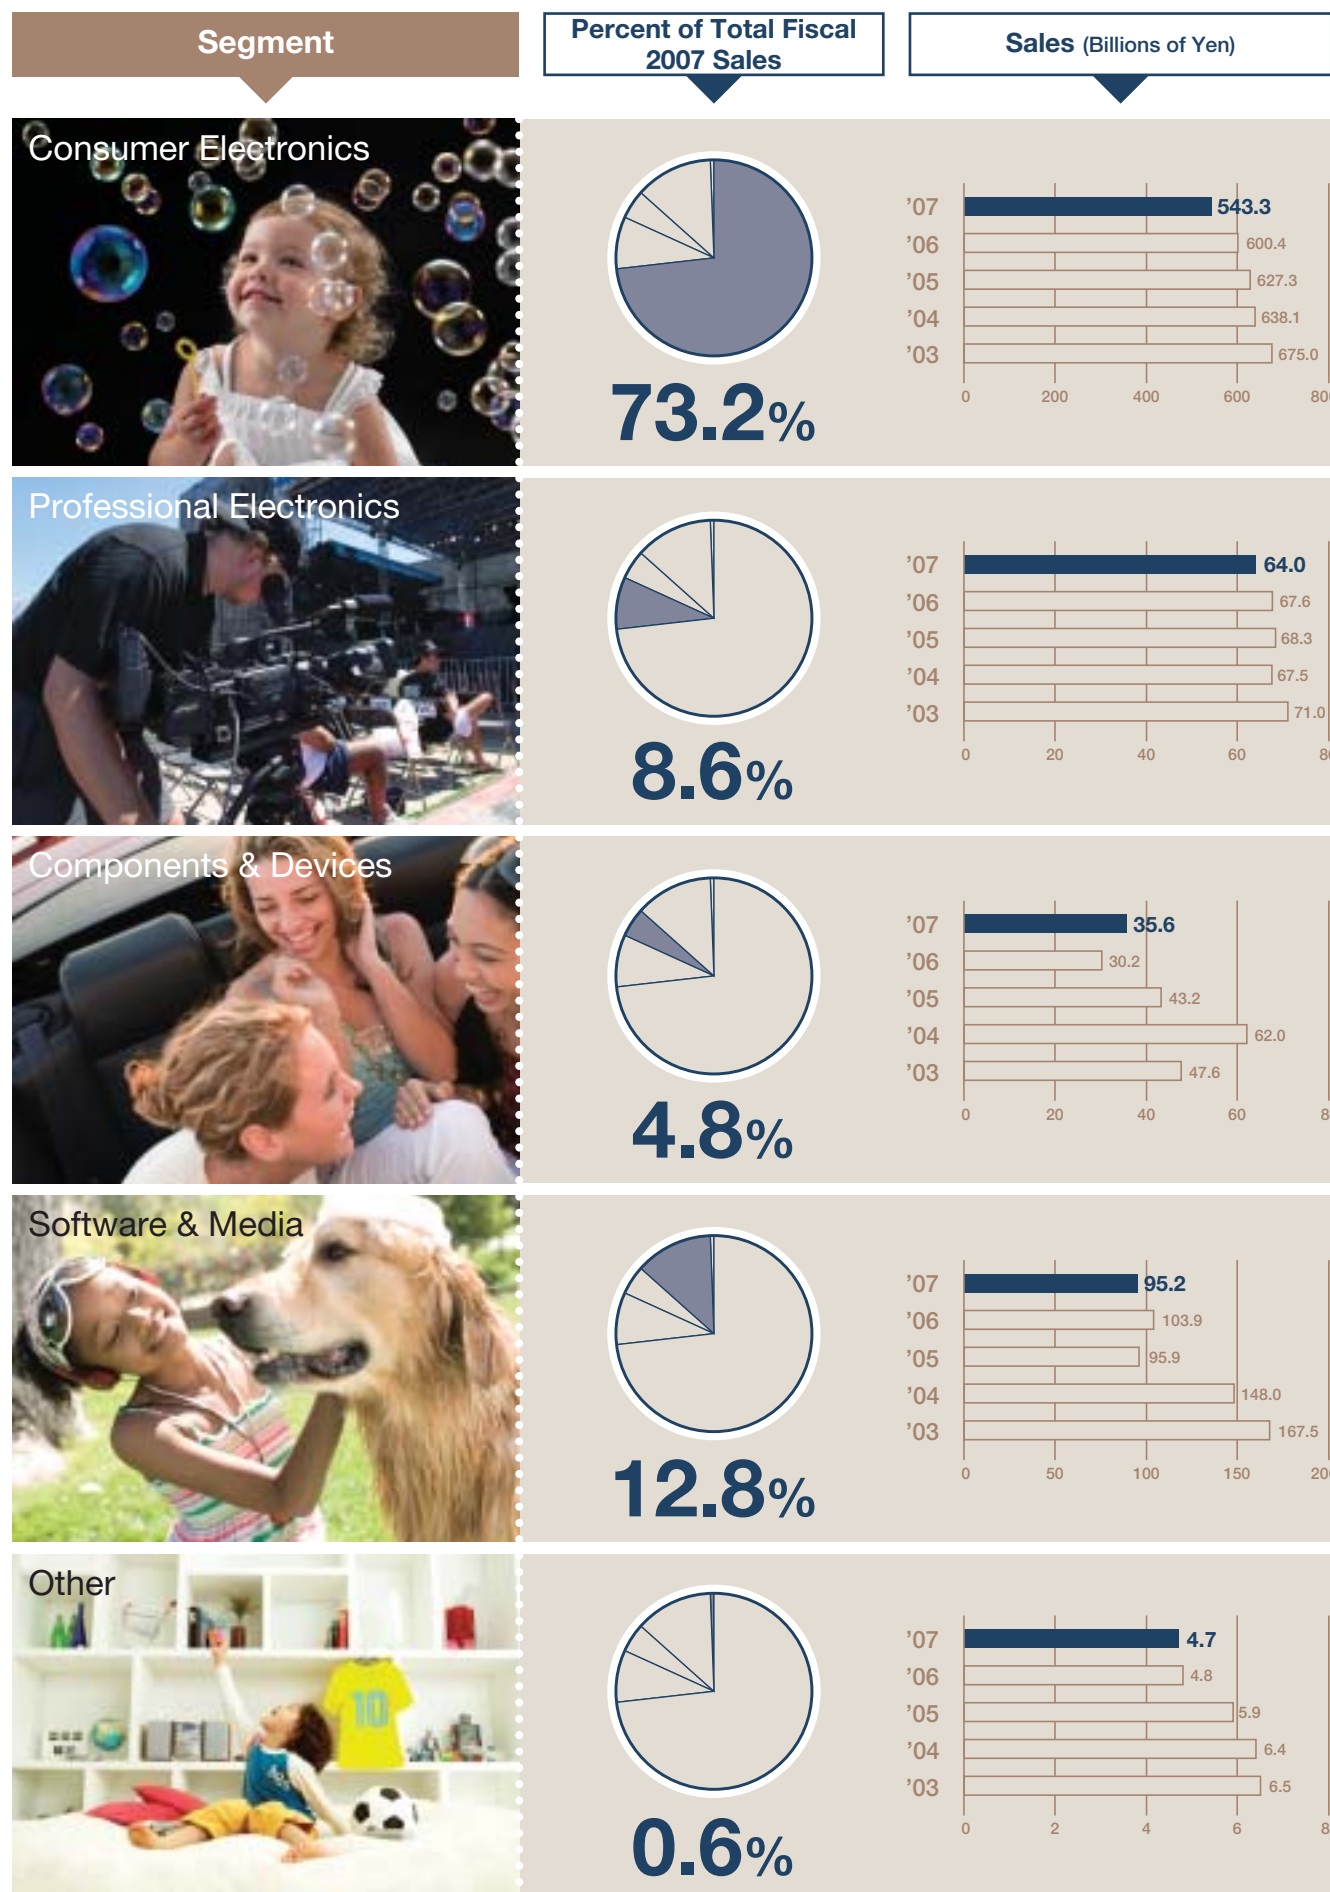 Segment
Percent of Total Fiscal
2007 Sales
Sales (Billions of Yen)
Consumer Electronics
73.2%
’07 543.3
’06 600.4
’05 627.3
’04 638.1
’03 675.0
0 200 400 600 80
Professional Electronics
8.6%
’07 64.0
’06 67.6
’05 68.3
’04 67.5
’03 71.0
0 20 40 60 8
Components & Devices
4.8%
’07 35.6
’06 30.2
’05 43.2
’04 62.0
’03 47.6
0 20 40 60 8
Software & Media
12.8%
’07 95.2
’06 103.9
’05 95.9
’04 148.0
’03 167.5
0 50 100 150 20
Other
10
0.6%
’07 4.7
’06 4.8
’05 5.9
’04 6.4
’03 6.5
0 2 4 6 8